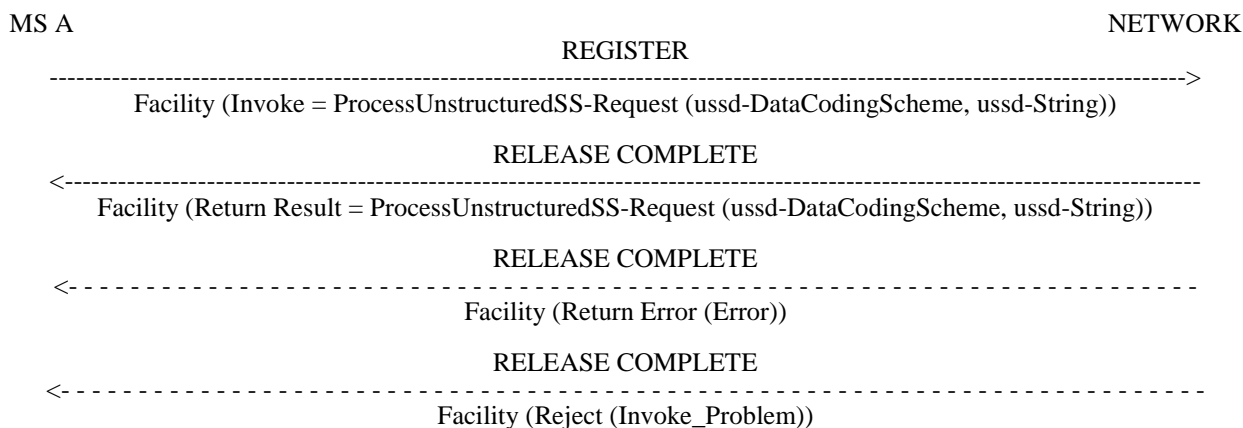 MS A NETWORK
REGISTER
Facility (Invoke = ProcessUnstructuredSS-Request (ussd-DataCodingScheme, ussd-String))
RELEASE COMPLETE
Facility (Return Result = ProcessUnstructuredSS-Request (ussd-DataCodingScheme, ussd-String))
RELEASE COMPLETE
Facility (Return Error (Error))
RELEASE COMPLETE
Facility (Reject (Invoke_Problem))